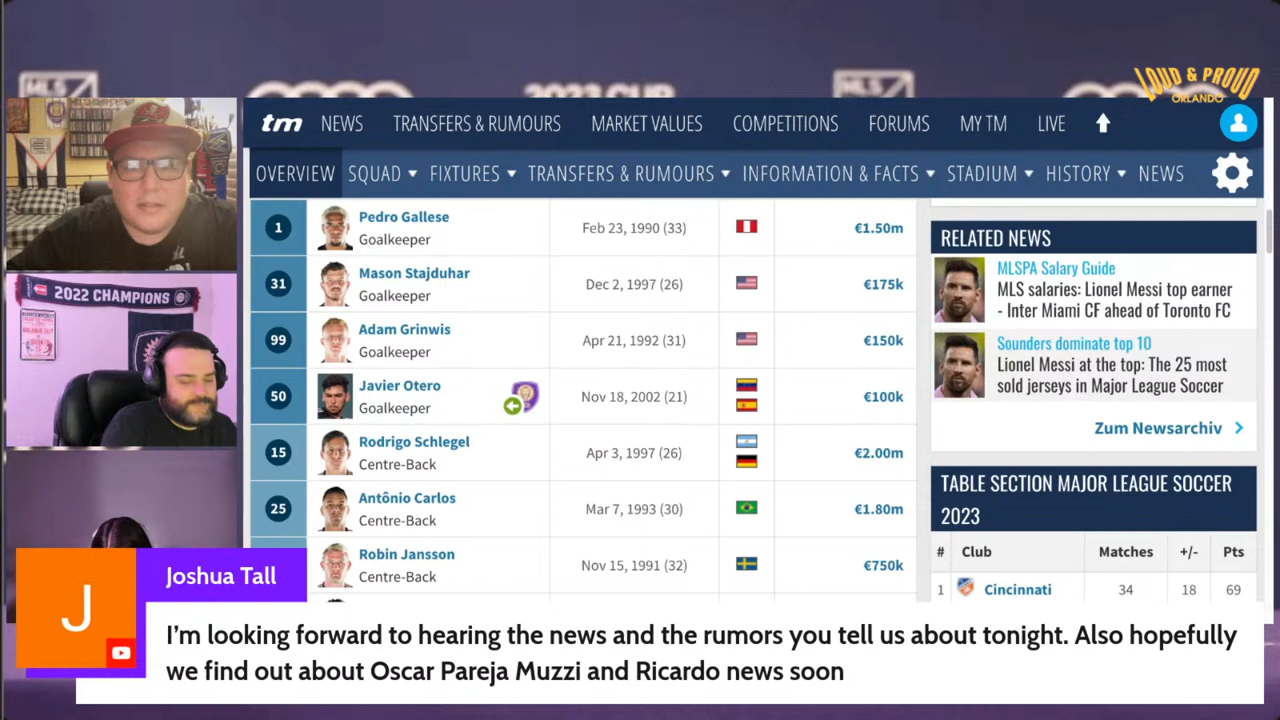 MLS
2023 CUP
MLS
LOUD & PROUD
ORLANDO
tm NEWS TRANSFERS & RUMOURS MARKET VALUES COMPETITIONS FORUMS MY TM LIVE
OVERVIEW SQUAD FIXTURES TRANSFERS & RUMOURS INFORMATION & FACTS STADIUM HISTORY NEWS
1 Pedro Gallese Feb 23, 1990 (33) €1.50m
Goalkeeper
31 Mason Stajduhar Dec 2, 1997 (26) €175k
Goalkeeper
99 Adam Grinwis Apr 21, 1992 (31) €150k
Goalkeeper
50 Javier Otero Nov 18, 2002 (21) €100k
Goalkeeper
15 Rodrigo Schlegel Apr 3, 1997 (26) €2.00m
Centre-Back
25 Antônio Carlos Mar 7, 1993 (30) €1.80m
Centre-Back
Robin Jansson Nov 15, 1991 (32) €750k
Centre-Back
RELATED NEWS
MLSPA Salary Guide
MLS salaries: Lionel Messi top earner
- Inter Miami CF ahead of Toronto FC
Sounders dominate top 10
Lionel Messi at the top: The 25 most
sold jerseys in Major League Soccer
Zum Newsarchiv
TABLE SECTION MAJOR LEAGUE SOCCER
2023
# Club Matches +/- Pts
1 Cincinnati 34 18 69
2022 CHAMPIONS
J
Joshua Tall
I'm looking forward to hearing the news and the rumors you tell us about tonight. Also hopefully
we find out about Oscar Pareja Muzzi and Ricardo news soon